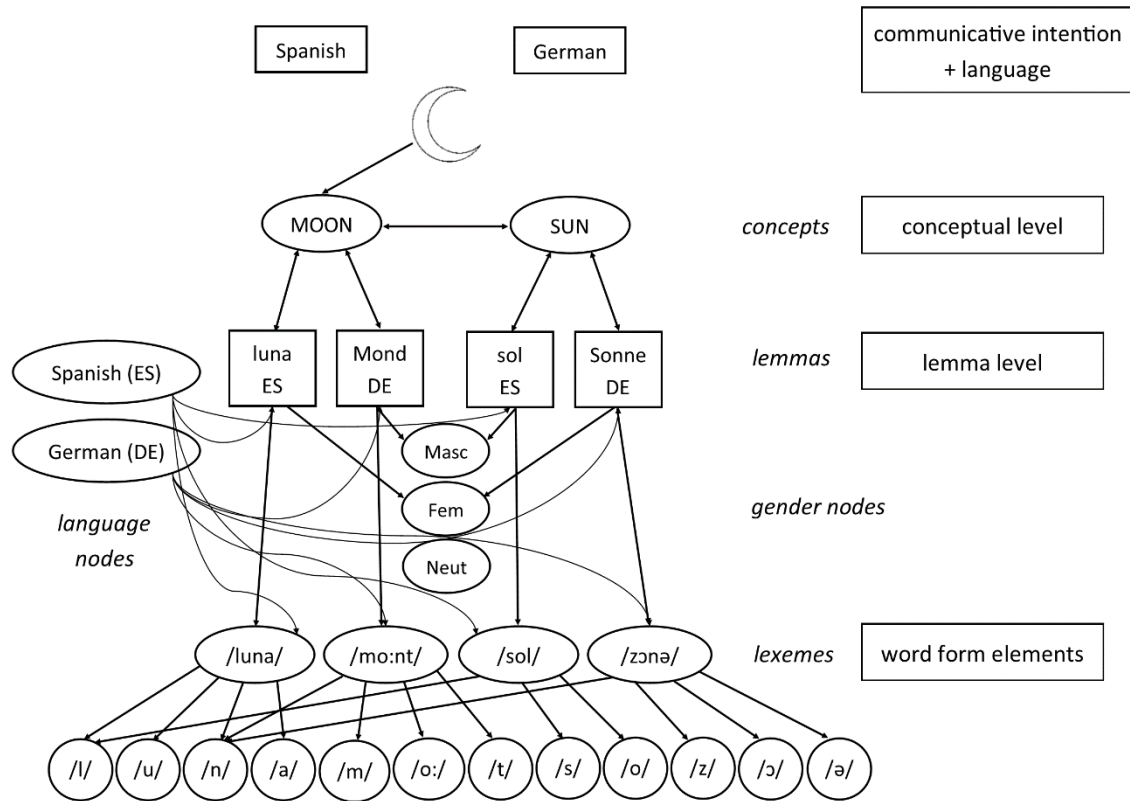 Spanish
German
communicative intention
+ language
MOON
SUN
concepts
conceptual level
luna
ES
Mond
DE
sol
ES
Sonne
DE
lemmas
lemma level
Spanish (ES)
German (DE)
Masc
Fem
Neut
gender nodes
language
nodes
/luna/
/mo:nt/
/sol/
/zɔnə/
lexemes
word form elements
/l/
/u/
/n/
/a/
/m/
/o:/
/t/
/s/
/o/
/z/
/ɔ/
/ə/